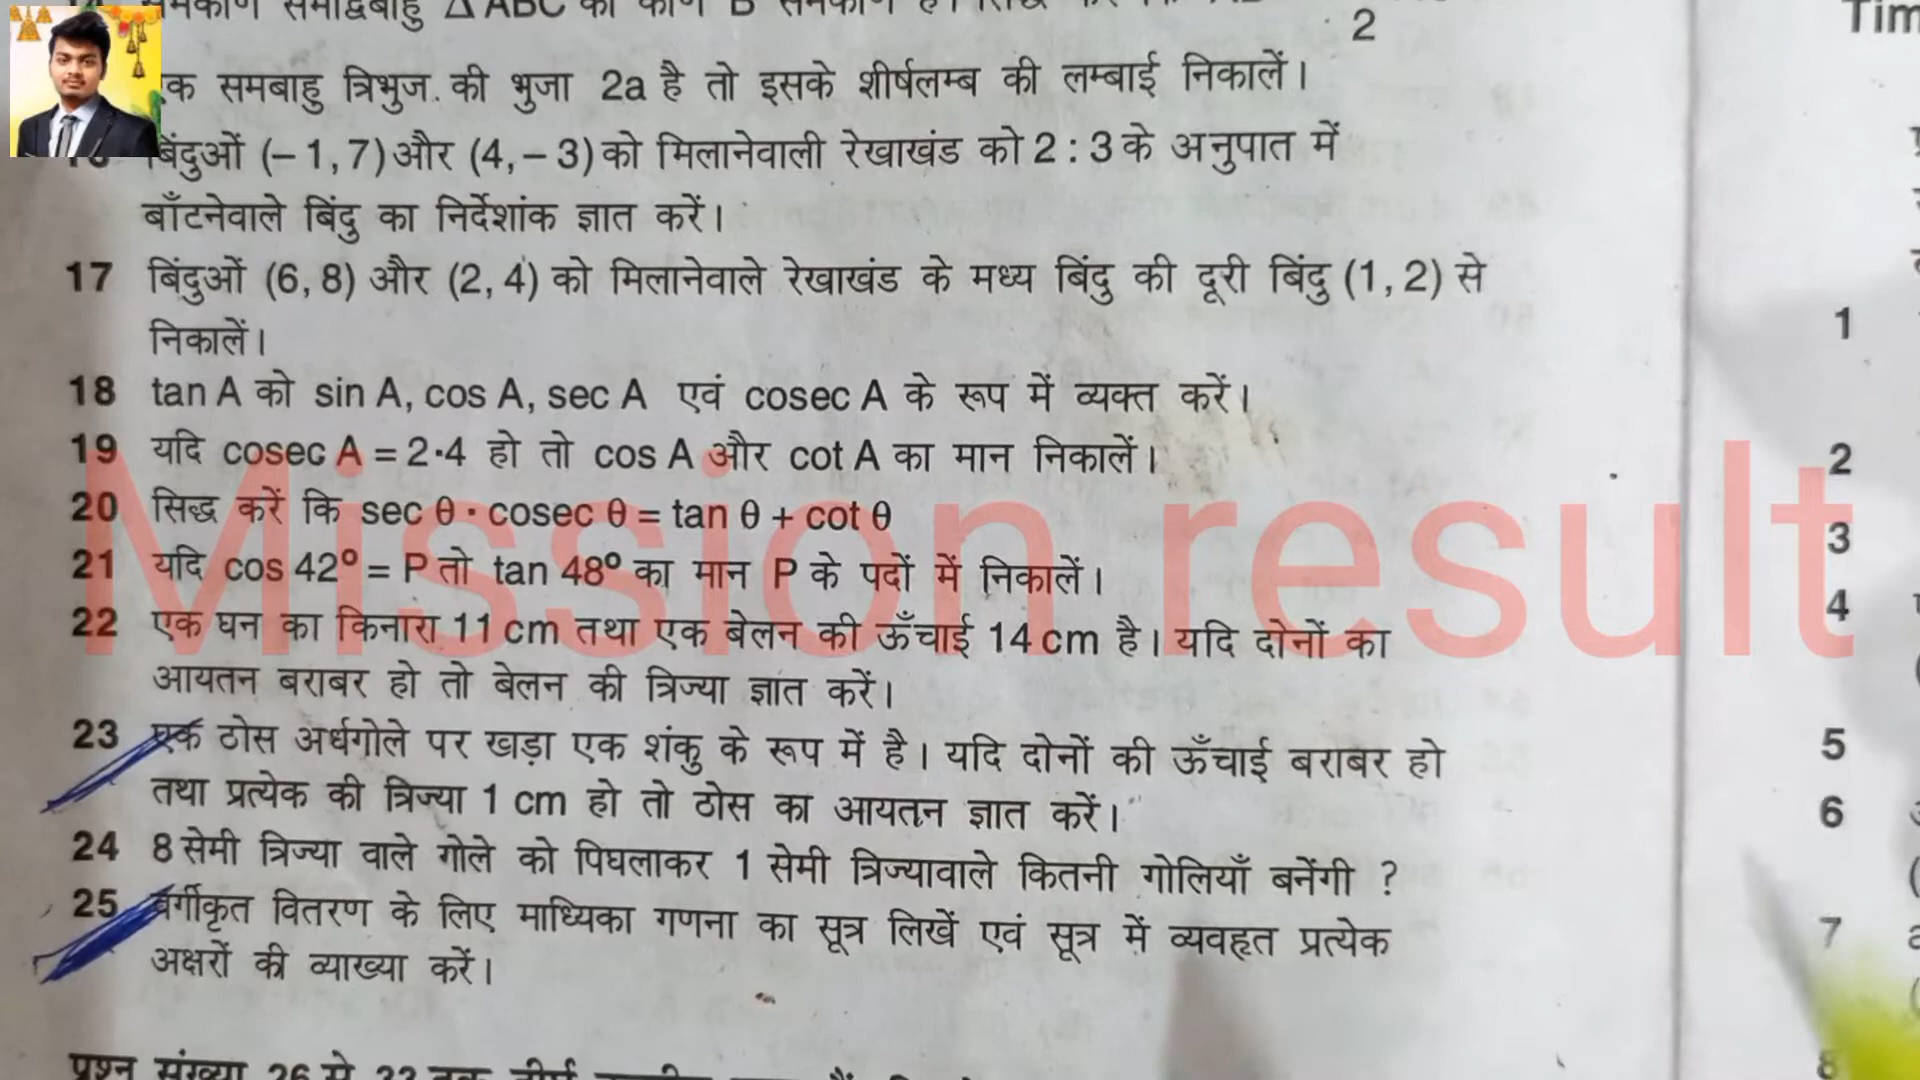 2
समबाहु त्रिभुज की भुजा 2a है तो इसके शीर्षलम्ब की लम्बाई निकालें।
बिंदुओं (– 1, 7) और (4, – 3) को मिलानेवाली रेखाखंड को 2 : 3 के अनुपात में
बाँटनेवाले बिंदु का निर्देशांक ज्ञात करें।
17 बिंदुओं (6, 8) और (2, 4) को मिलानेवाले रेखाखंड के मध्य बिंदु की दूरी बिंदु (1, 2) से
निकालें।
18 tan A को sin A, cos A, sec A एवं cosec A के रूप में व्यक्त करें।
19 यदि cosec A = 2·4 हो तो cos A और cot A का मान निकालें।
20 सिद्ध करें कि sec θ · cosec θ = tan θ + cot θ
21 यदि cos 42° = P तो tan 48° का मान P के पदों में निकालें।
22 एक घन का किनारा 11 cm तथा एक बेलन की ऊँचाई 14 cm है। यदि दोनों का
आयतन बराबर हो तो बेलन की त्रिज्या ज्ञात करें।
23 एक ठोस अर्धगोले पर खड़ा एक शंकु के रूप में है। यदि दोनों की ऊँचाई बराबर हो
तथा प्रत्येक की त्रिज्या 1 cm हो तो ठोस का आयतन ज्ञात करें।
24 8 सेमी त्रिज्या वाले गोले को पिघलाकर 1 सेमी त्रिज्यावाले कितनी गोलियाँ बनेंगी ?
25 वर्गीकृत वितरण के लिए माध्यिका गणना का सूत्र लिखें एवं सूत्र में व्यवहृत प्रत्येक
अक्षरों की व्याख्या करें।
प्रश्न संख्या 26 से
Mission result
Tim
1
2
3
4
5
6
7
8